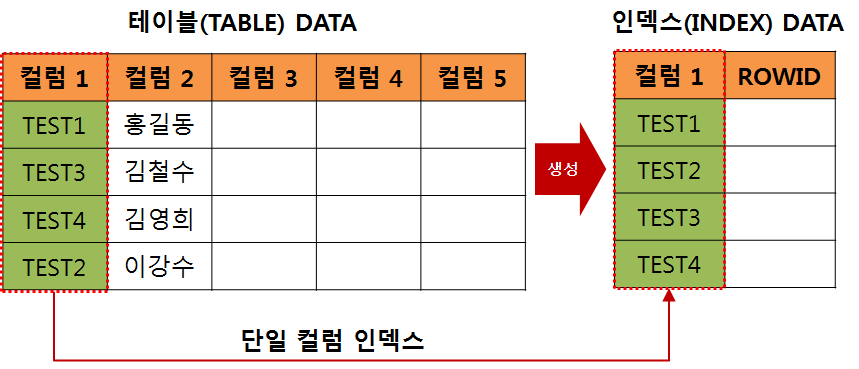 테이블(TABLE) DATA
인덱스(INDEX) DATA
컬럼 1 컬럼 2 컬럼 3 컬럼 4 컬럼 5
TEST1 홍길동
TEST3 김철수
TEST4 김영희
TEST2 이강수
생성
컬럼 1 ROWID
TEST1
TEST2
TEST3
TEST4
단일 컬럼 인덱스